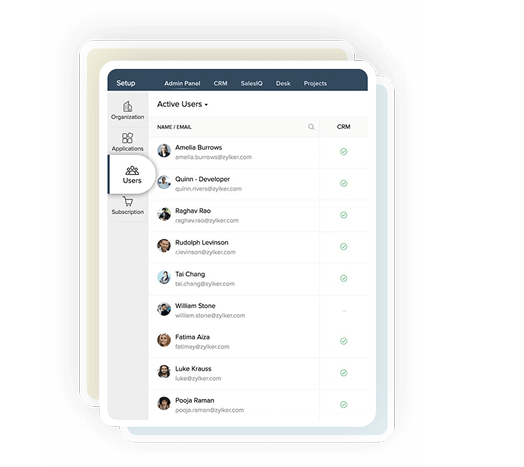 Setup
Admin Panel CRM SalesIQ Desk Projects
Organization
Applications
Users
Subscription
Active Users
NAME / EMAIL CRM
Amelia Burrows
amelia.burrows@zylker.com
Quinn - Developer
quinn.rivers@zylker.com
Raghav Rao
raghav.rao@zylker.com
Rudolph Levinson
r.levinson@zylker.com
Tai Chang
tai.chang@zylker.com
William Stone
william.stone@zylker.com
Fatima Aiza
fatimay@zylker.com
Luke Krauss
luke@zylker.com
Pooja Raman
pooja.raman@zylker.com